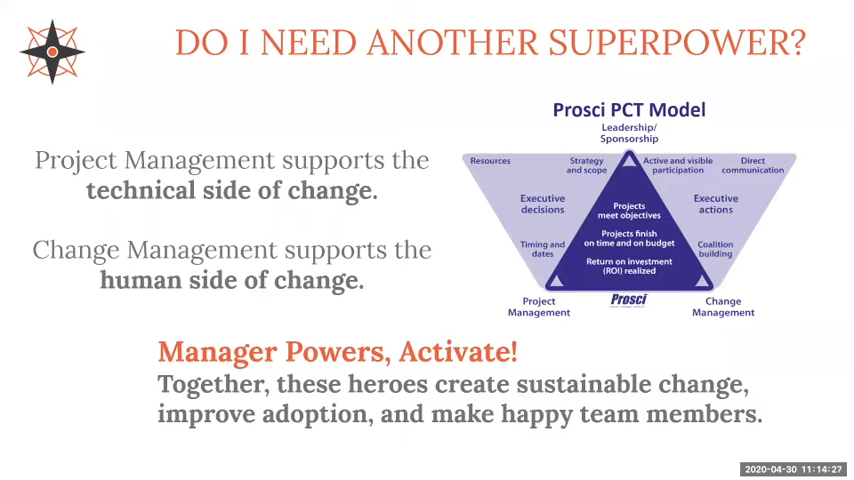 DO I NEED ANOTHER SUPERPOWER?
Project Management supports the
technical side of change.
Change Management supports the
human side of change.
Prosci PCT Model
Leadership/
Sponsorship
Resources
Strategy
and scope
Active and visible
participation
Direct
communication
Executive
decisions
Executive
actions
Timing and
dates
Coalition
building
Projects
meet objectives
Projects finish
on time and on budget
Return on investment
(ROI) realized
Project
Management
Prosci
Change
Management
Manager Powers, Activate!
Together, these heroes create sustainable change,
improve adoption, and make happy team members.
2020-04-30 11:14:27